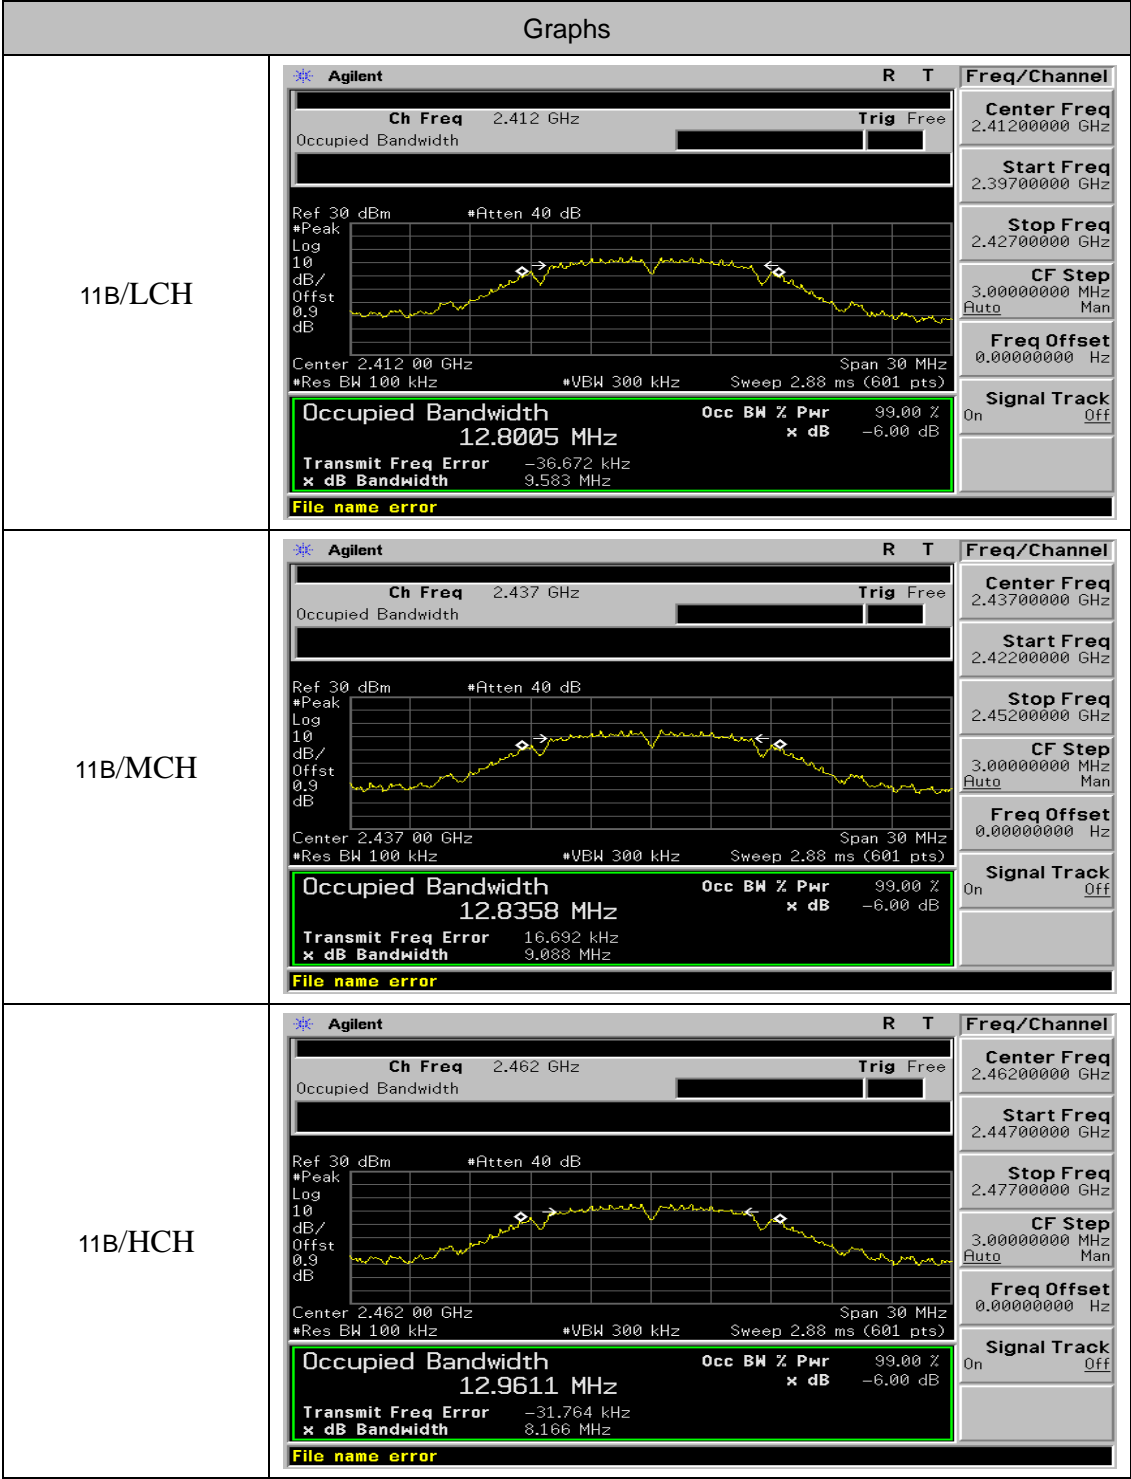 Graphs
11B/LCH
Agilent R T Freq/Channel
Ch Freq 2.412 GHz Trig Free
Occupied Bandwidth
Center Freq
2.41200000 GHz
Start Freq
2.39700000 GHz
Stop Freq
2.42700000 GHz
CF Step
3.00000000 MHz
Auto Man
Freq Offset
0.00000000 Hz
Signal Track
On Off
Ref 30 dBm #Atten 40 dB
#Peak
Log
10
dB/
Offst
0.9
dB
Center 2.412 00 GHz Span 30 MHz
#Res BW 100 kHz #VBW 300 kHz Sweep 2.88 ms (601 pts)
Occupied Bandwidth Occ BW % Pwr 99.00 %
12.8005 MHz x dB -6.00 dB
Transmit Freq Error -36.672 kHz
x dB Bandwidth 9.583 MHz
File name error
11B/MCH
Agilent R T Freq/Channel
Ch Freq 2.437 GHz Trig Free
Occupied Bandwidth
Center Freq
2.43700000 GHz
Start Freq
2.42200000 GHz
Stop Freq
2.45200000 GHz
CF Step
3.00000000 MHz
Auto Man
Freq Offset
0.00000000 Hz
Signal Track
On Off
Ref 30 dBm #Atten 40 dB
#Peak
Log
10
dB/
Offst
0.9
dB
Center 2.437 00 GHz Span 30 MHz
#Res BW 100 kHz #VBW 300 kHz Sweep 2.88 ms (601 pts)
Occupied Bandwidth Occ BW % Pwr 99.00 %
12.8358 MHz x dB -6.00 dB
Transmit Freq Error 16.692 kHz
x dB Bandwidth 9.088 MHz
File name error
11B/HCH
Agilent R T Freq/Channel
Ch Freq 2.462 GHz Trig Free
Occupied Bandwidth
Center Freq
2.46200000 GHz
Start Freq
2.44700000 GHz
Stop Freq
2.47700000 GHz
CF Step
3.00000000 MHz
Auto Man
Freq Offset
0.00000000 Hz
Signal Track
On Off
Ref 30 dBm #Atten 40 dB
#Peak
Log
10
dB/
Offst
0.9
dB
Center 2.462 00 GHz Span 30 MHz
#Res BW 100 kHz #VBW 300 kHz Sweep 2.88 ms (601 pts)
Occupied Bandwidth Occ BW % Pwr 99.00 %
12.9611 MHz x dB -6.00 dB
Transmit Freq Error -31.764 kHz
x dB Bandwidth 8.166 MHz
File name error